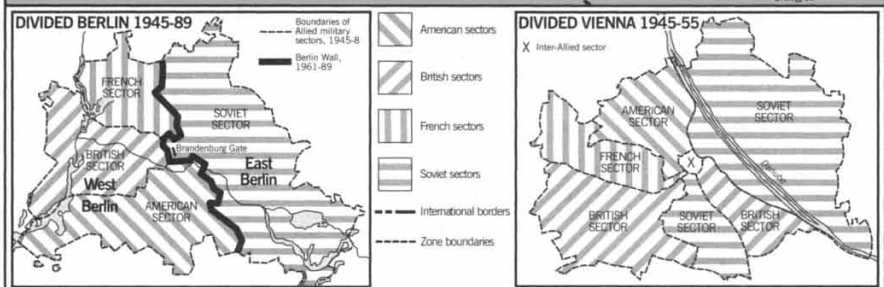 DIVIDED BERLIN 1945-89
Boundaries of
Allied military
sectors, 1945-8
Berlin Wall,
1961-89
FRENCH
SECTOR
SOVIET
SECTOR
Brandenburg Gate
BRITISH
SECTOR
East
Berlin
West
Berlin
AMERICAN
SECTOR
American sectors
British sectors
French sectors
Soviet sectors
International borders
Zone boundaries
DIVIDED VIENNA 1945-55
X Inter-Allied sector
AMERICAN
SECTOR
SOVIET
SECTOR
FRENCH
SECTOR
X
Danube
BRITISH
SECTOR
SOVIET
SECTOR
BRITISH
SECTOR